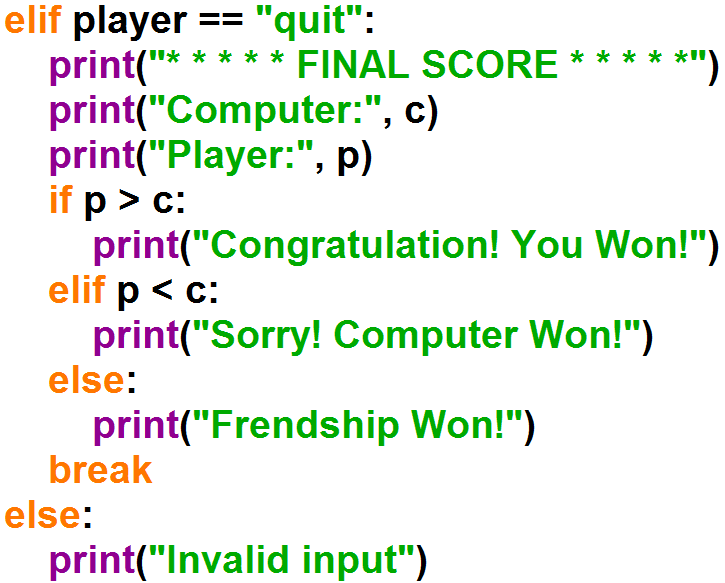 elif player == "quit":
    print("* * * * * FINAL SCORE * * * * *")
    print("Computer:", c)
    print("Player:", p)
    if p > c:
        print("Congratulation! You Won!")
    elif p < c:
        print("Sorry! Computer Won!")
    else:
        print("Frendship Won!")
    break
else:
    print("Invalid input")